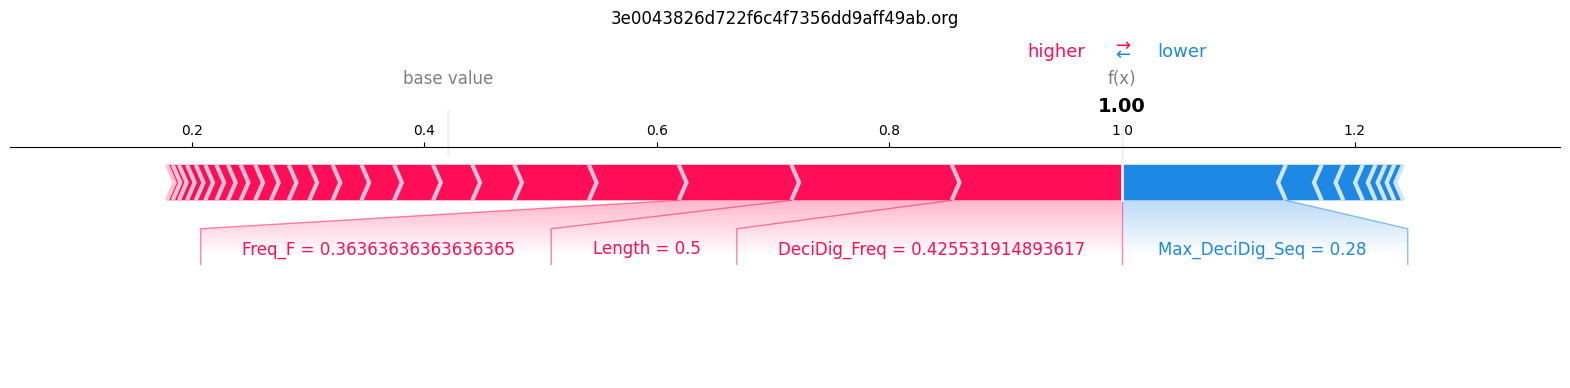 3e0043826d722f6c4f7356dd9aff49ab.org
higher ⇄ lower
base value f(x)
1.00
0.2 0.4 0.6 0.8 1 0 1.2
Freq_F = 0.36363636363636365 Length = 0.5 DeciDig_Freq = 0.425531914893617 Max_DeciDig_Seq = 0.28